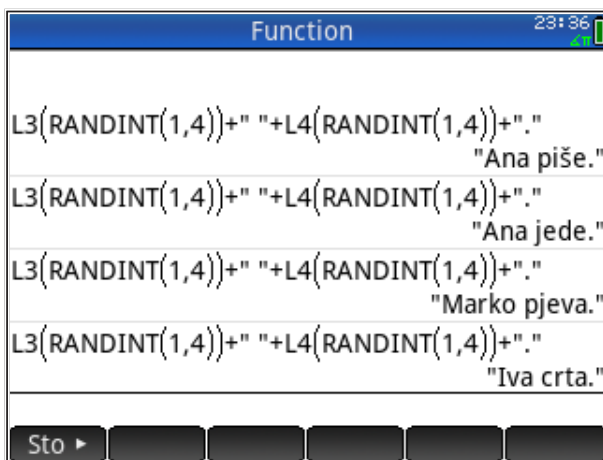 Function 23:36
∡π
L3(RANDINT(1,4))+" "+L4(RANDINT(1,4))+"."
"Ana piše."
L3(RANDINT(1,4))+" "+L4(RANDINT(1,4))+"."
"Ana jede."
L3(RANDINT(1,4))+" "+L4(RANDINT(1,4))+"."
"Marko pjeva."
L3(RANDINT(1,4))+" "+L4(RANDINT(1,4))+"."
"Iva crta."
Sto ►